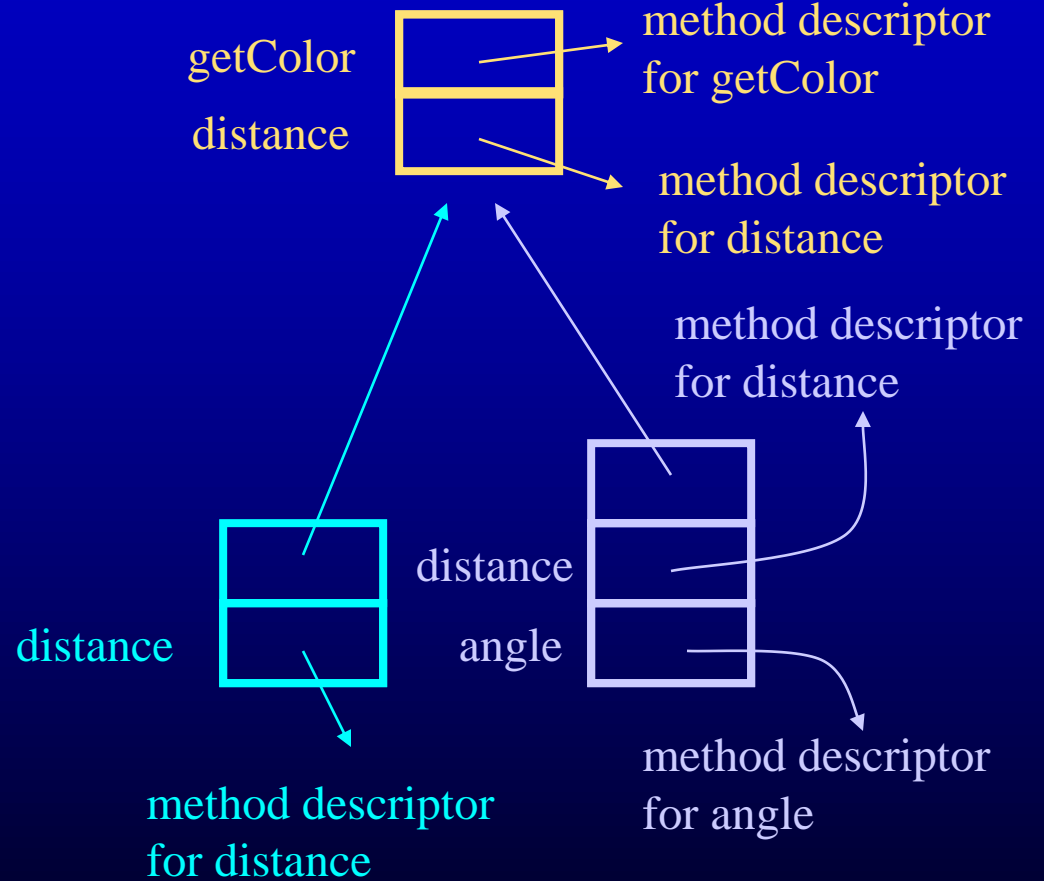 getColor
method descriptor
for getColor
distance
method descriptor
for distance
method descriptor
for distance
distance
distance
angle
method descriptor
for angle
method descriptor
for distance